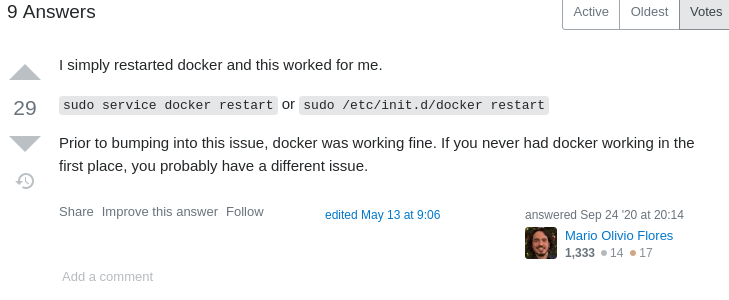 9 Answers
Active Oldest Votes
I simply restarted docker and this worked for me.
29
sudo service docker restart or sudo /etc/init.d/docker restart
Prior to bumping into this issue, docker was working fine. If you never had docker working in the
first place, you probably have a different issue.
Share Improve this answer Follow
edited May 13 at 9:06
answered Sep 24 '20 at 20:14
Mario Olivio Flores
1,333 ●14 ●17
Add a comment